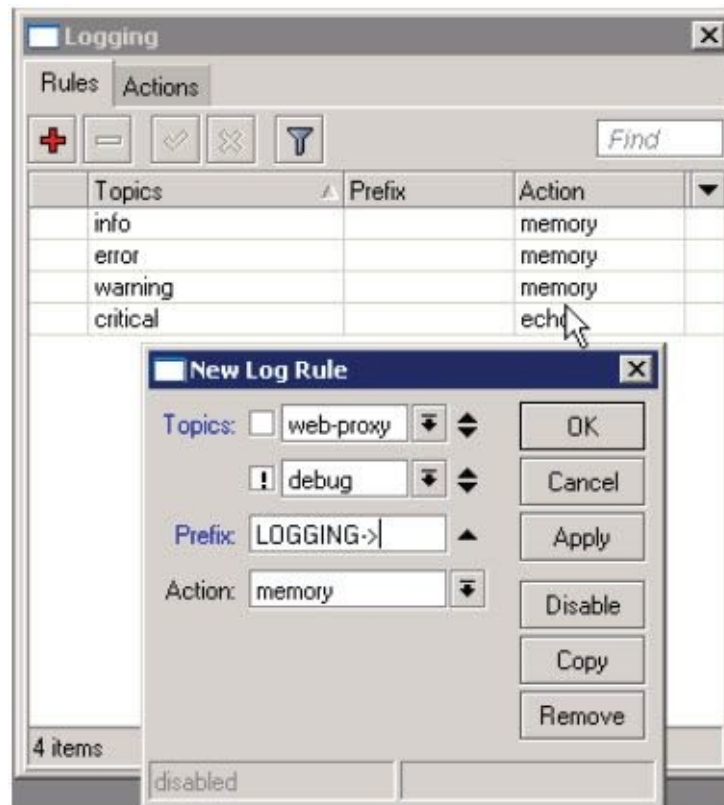 Logging
Rules Actions
Find
Topics Prefix Action
info memory
error memory
warning memory
critical echo
New Log Rule
Topics: web-proxy OK
! debug Cancel
Prefix: LOGGING-> Apply
Action: memory
Disable
Copy
Remove
4 items
disabled